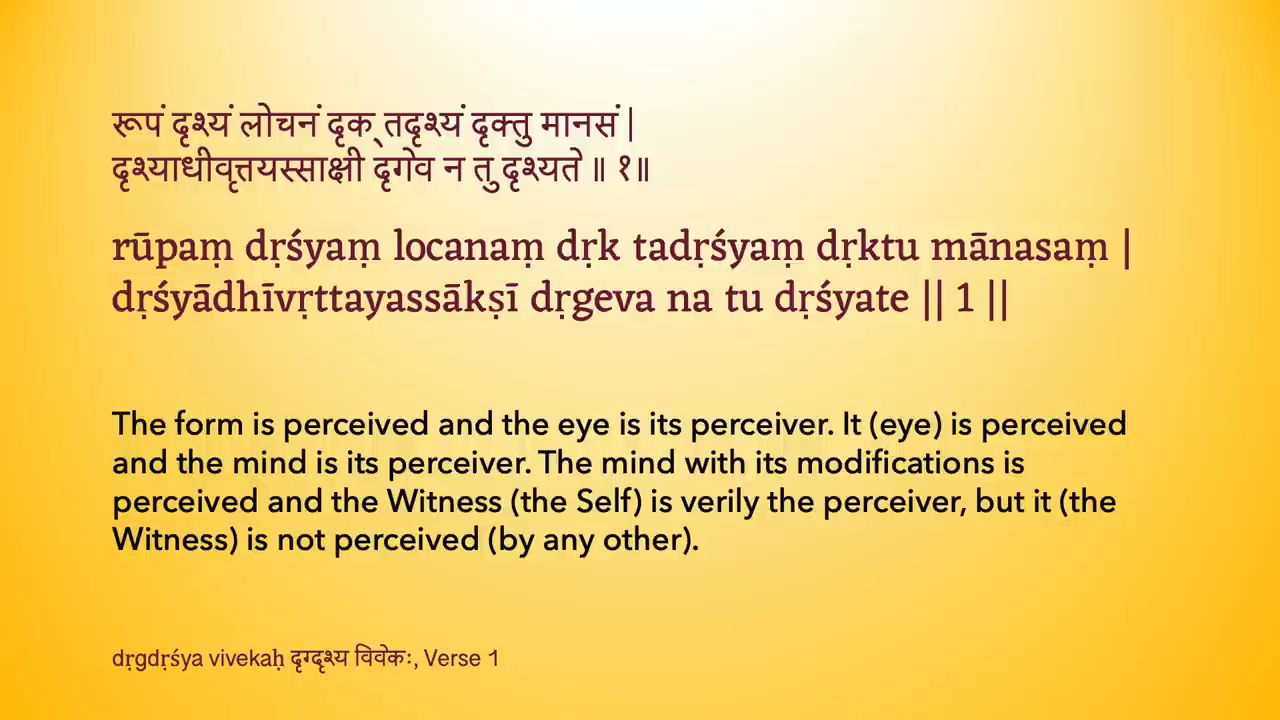 रूपं दृश्यं लोचनं दृक् तदृश्यं दृक्तु मानसं |
दृश्याधीवृत्तयस्साक्षी दृगेव न तु दृश्यते ॥ १॥
rūpaṃ dṛśyaṃ locanaṃ dṛk tadṛśyaṃ dṛktu mānasaṃ |
dṛśyādhīvṛttayassākṣī dṛgeva na tu dṛśyate || 1 ||
The form is perceived and the eye is its perceiver. It (eye) is perceived
and the mind is its perceiver. The mind with its modifications is
perceived and the Witness (the Self) is verily the perceiver, but it (the
Witness) is not perceived (by any other).
dṛgdṛśya vivekaḥ दृग्दृश्य विवेकः, Verse 1